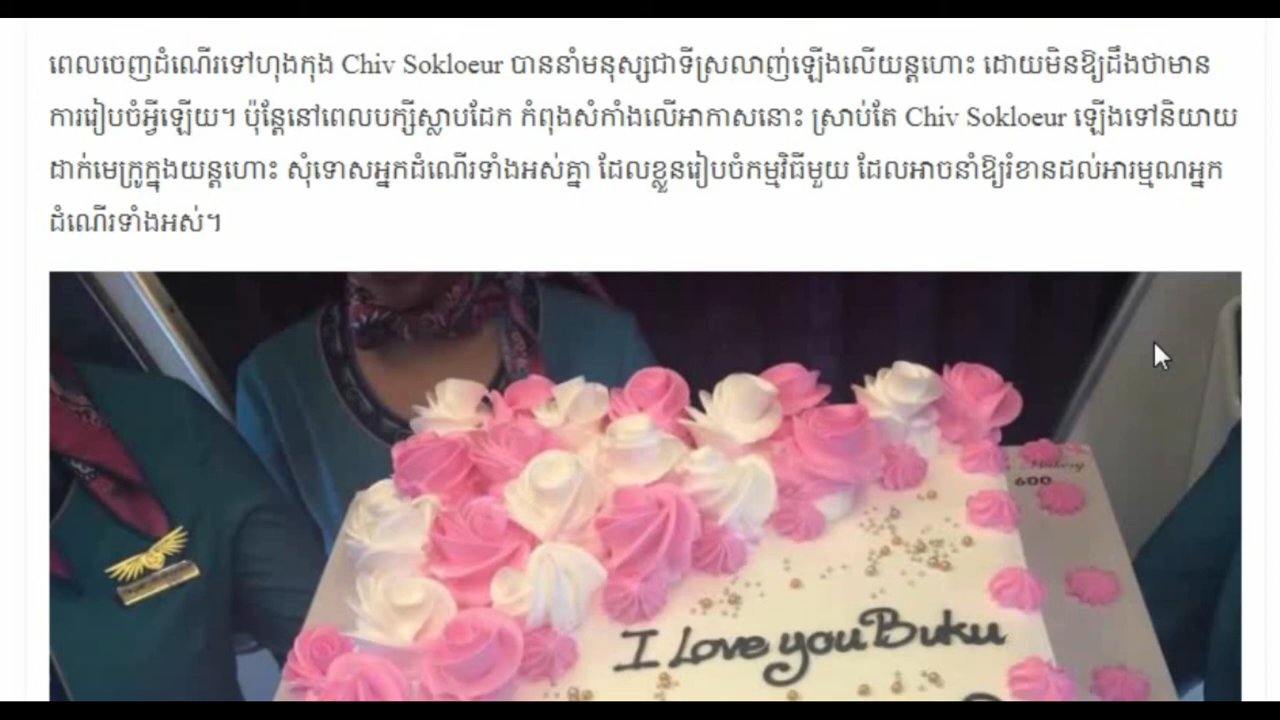 ពេលចេញដំណើរទៅហុងកុង Chiv Sokloeur បាននាំមនុស្សជាទីស្រលាញ់ឡើងលើយន្តហោះ ដោយមិនឱ្យដឹងថាមាន
ការរៀបចំអ្វីឡើយ។ ប៉ុន្តែនៅពេលបក្សីស្លាបដែក កំពុងសំកាំងលើអាកាសនោះ ស្រាប់តែ Chiv Sokloeur ឡើងទៅនិយាយ
ដាក់មេក្រូក្នុងយន្តហោះ សុំទោសអ្នកដំណើរទាំងអស់គ្នា ដែលខ្លួនរៀបចំកម្មវិធីមួយ ដែលអាចនាំឱ្យរំខានដល់អារម្មណអ្នក
ដំណើរទាំងអស់។
600
I Love you Buku